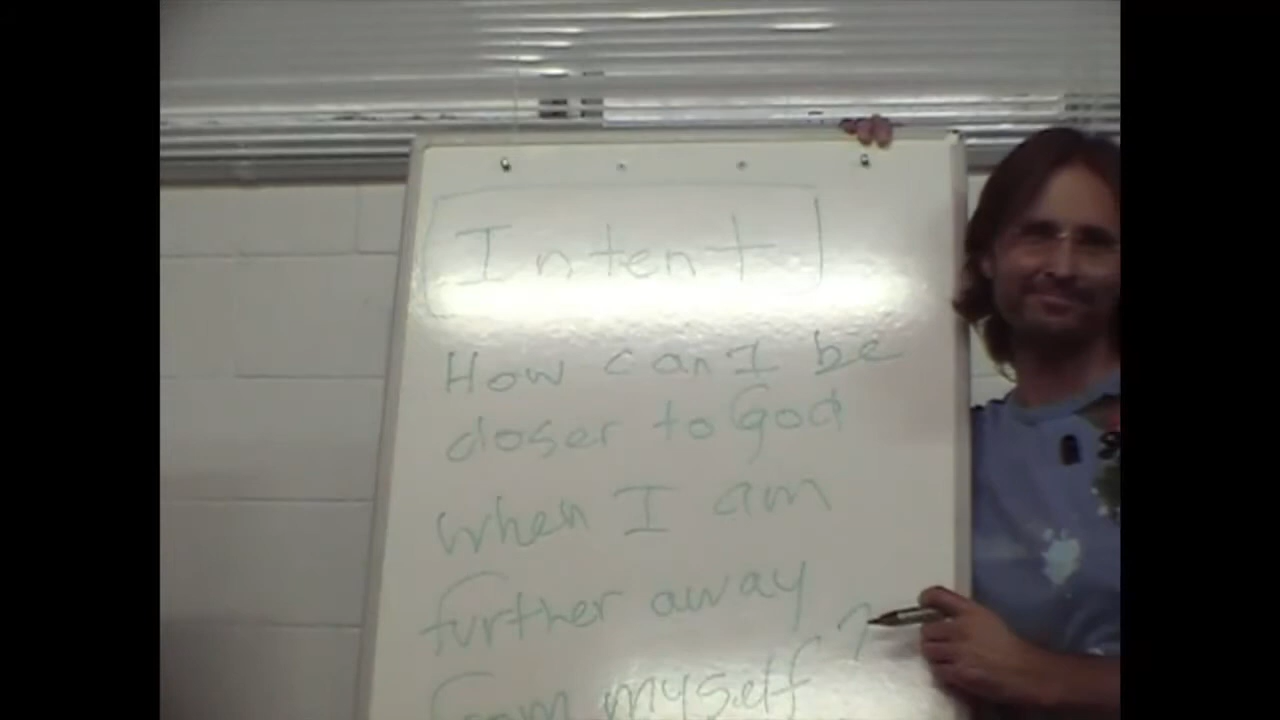 Intent
How can I be
closer to God
when I am
further away
from myself?